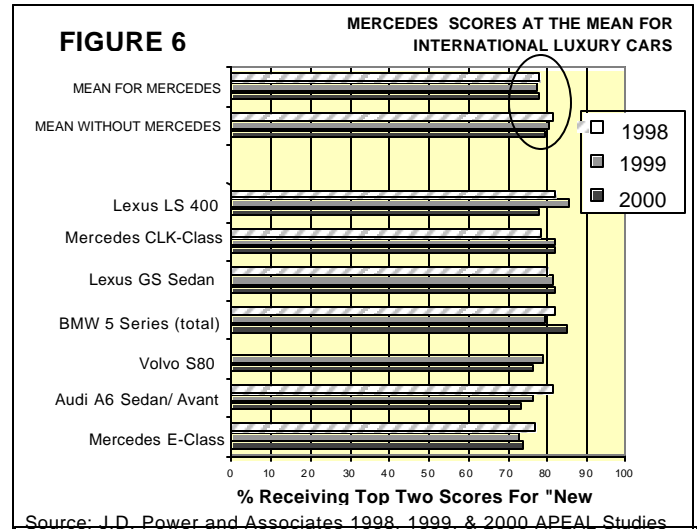 FIGURE 6
MERCEDES SCORES AT THE MEAN FOR
INTERNATIONAL LUXURY CARS
MEAN FOR MERCEDES
MEAN WITHOUT MERCEDES
Lexus LS 400
Mercedes CLK-Class
Lexus GS Sedan
BMW 5 Series (total)
Volvo S80
Audi A6 Sedan/ Avant
Mercedes E-Class
1998
1999
2000
0 10 20 30 40 50 60 70 80 90 100
% Receiving Top Two Scores For "New
Source: J.D. Power and Associates 1998, 1999, & 2000 APEAL Studies